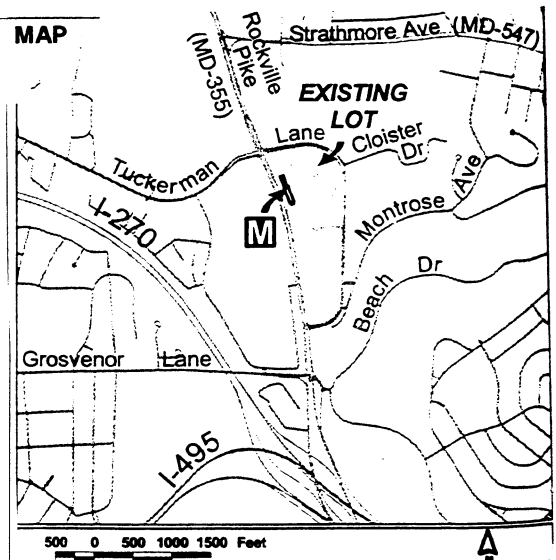 MAP
Rockville
Pike
(MD-355)
Strathmore Ave (MD-547)
EXISTING
LOT
Tuckerman
Lane
Cloister
Dr
I-270
M
Montrose
Ave
Beach
Dr
Grosvenor
Lane
I-495
500 0 500 1000 1500 Feet